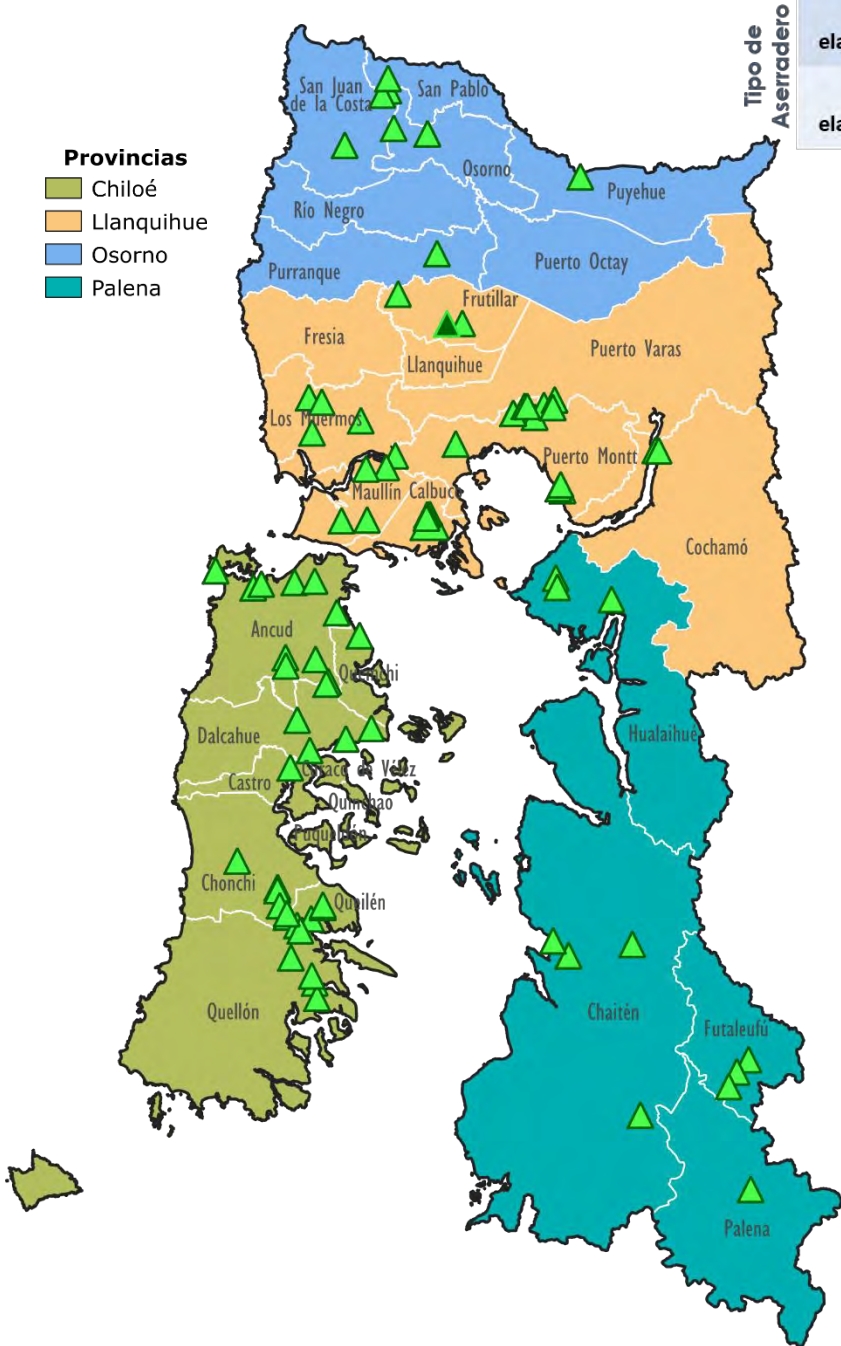 Tipo de
Aserradero
ela
ela
San Juan
de la Costa
San Pablo
Provincias
Chiloé
Llanquihue
Osorno
Palena
Osorno
Puyehue
Río Negro
Purranque
Puerto Octay
Frutillar
Fresia
Puerto Varas
Llanquihue
Los Muermos
Puerto Montt
Maullín
Calbuco
Cochamó
Ancud
Quemchi
Dalcahue
Hualaihué
Castro
Curaco de Vélez
Quinchao
Puqueldón
Chonchi
Queilén
Quellón
Chaitén
Futaleufú
Palena